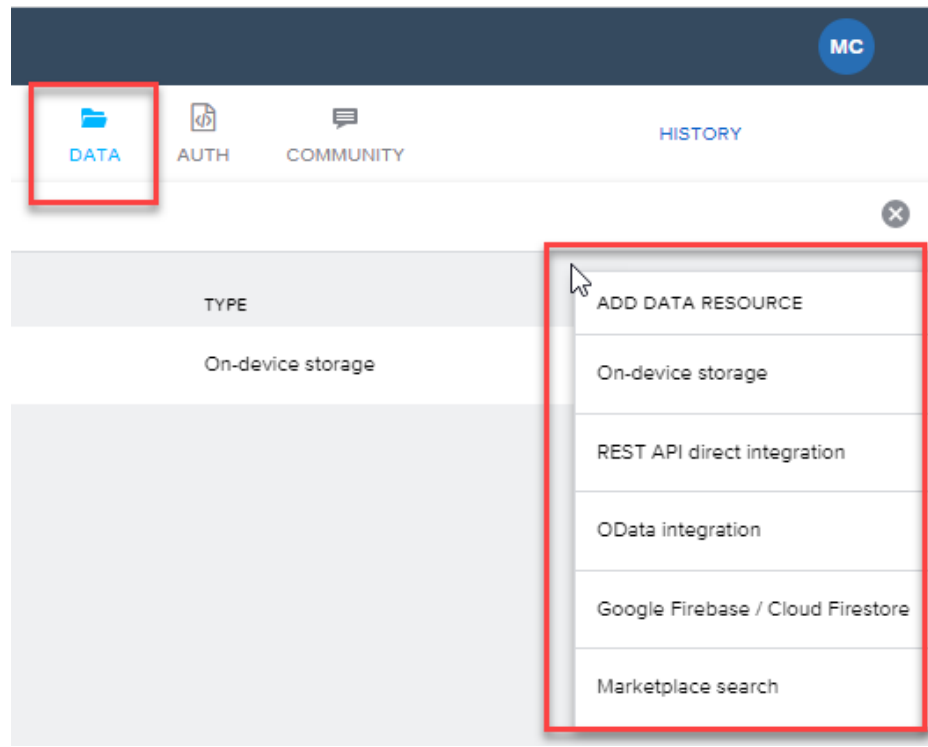 MC
DATA
AUTH
COMMUNITY
HISTORY
TYPE
On-device storage
ADD DATA RESOURCE
On-device storage
REST API direct integration
OData integration
Google Firebase / Cloud Firestore
Marketplace search